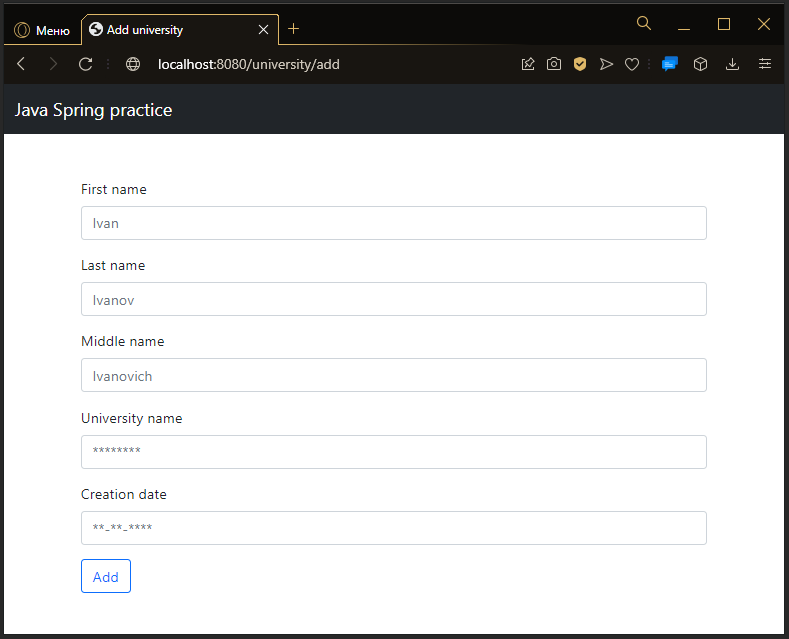 Меню
Add university
localhost:8080/university/add
Java Spring practice
First name
Ivan
Last name
Ivanov
Middle name
Ivanovich
University name
********
Creation date
**-**-****
Add